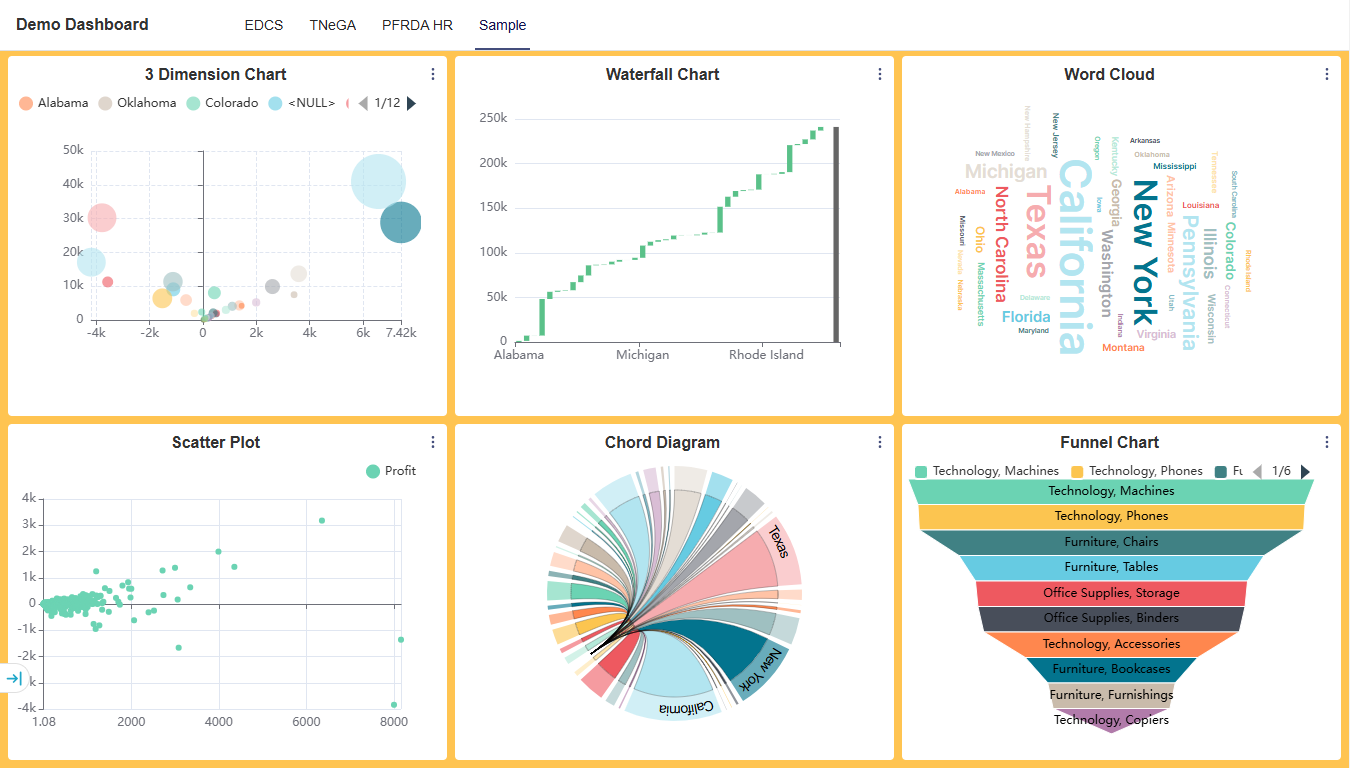 Demo Dashboard EDCS TNeGA PFRDA HR Sample
3 Dimension Chart
Alabama Oklahoma Colorado <NULL> 1/12
50k
40k
30k
20k
10k
0
-4k -2k 0 2k 4k 6k 7.42k
Waterfall Chart
250k
200k
150k
100k
50k
0
Alabama Michigan Rhode Island
Word Cloud
New Hampshire
New Jersey
Oregon
Kentucky
Arkansas
New Mexico
Oklahoma
Tennessee
Michigan
Mississippi
South Carolina
Alabama
North Carolina
Texas
California
Iowa
Georgia
New York
Arizona
Louisiana
Missouri
Ohio
Washington
Minnesota
Pennsylvania
Illinois
Colorado
Rhode Island
Nevada
Nebraska
Massachusetts
Delaware
Utah
Connecticut
Florida
Maryland
Indiana
Virginia
Wisconsin
Montana
Scatter Plot
Profit
4k
3k
2k
1k
0
-1k
-2k
-4k
1.08 2000 4000 6000 8000
Chord Diagram
Texas
New York
California
Funnel Chart
Technology, Machines Technology, Phones 1/6
Technology, Machines
Technology, Phones
Furniture, Chairs
Furniture, Tables
Office Supplies, Storage
Office Supplies, Binders
Technology, Accessories
Furniture, Bookcases
Furniture, Furnishings
Technology, Copiers